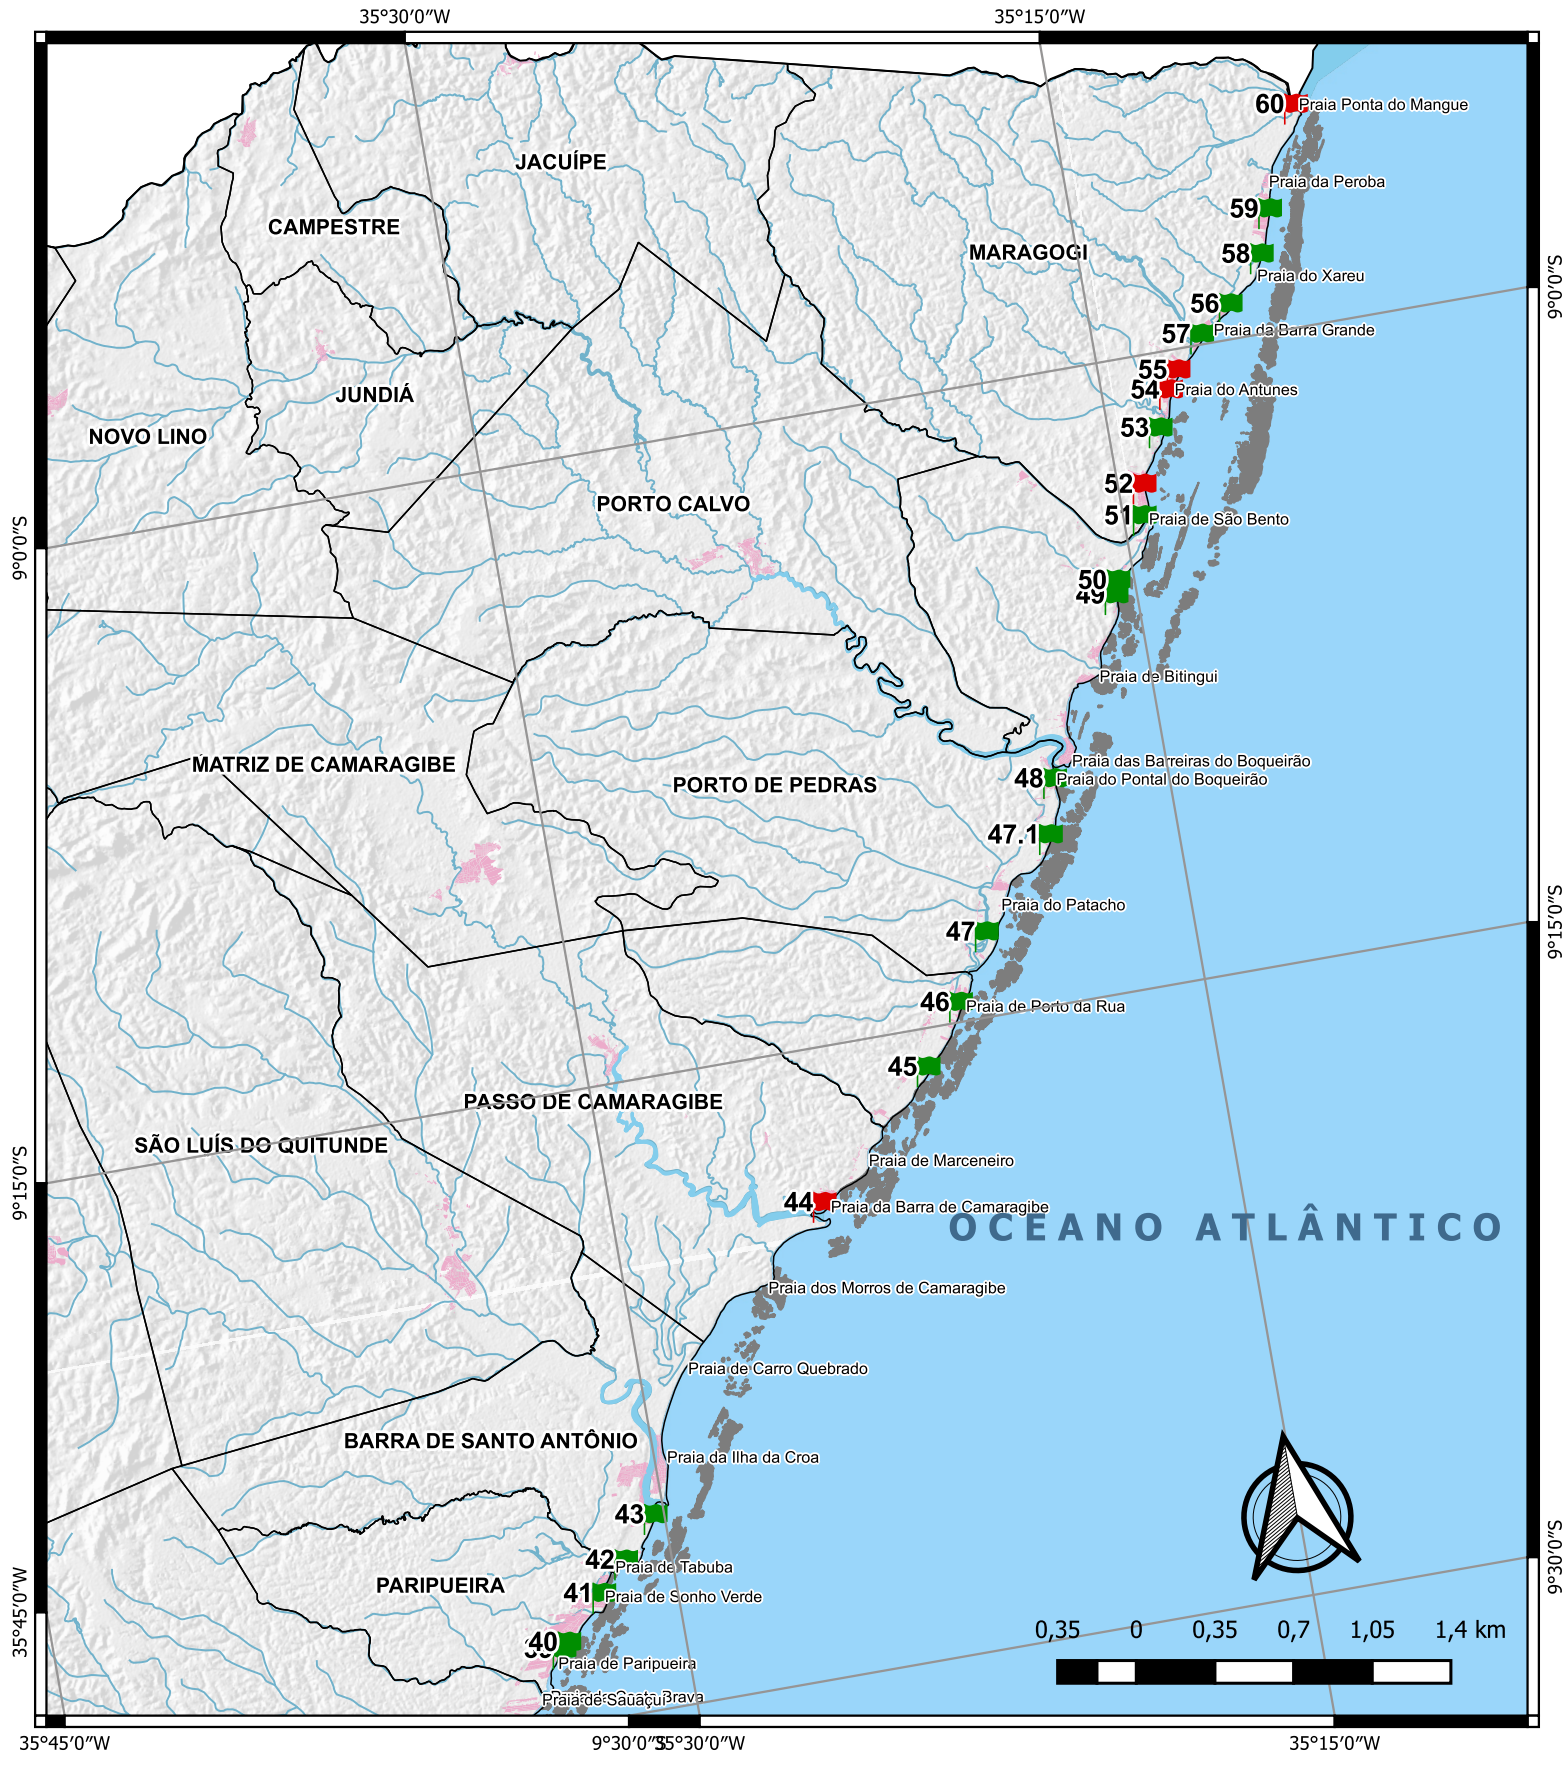 35°30′0″W
35°15′0″W
60
Praia Ponta do Mangue
JACUÍPE
Praia da Peroba
59
CAMPESTRE
MARAGOGI
58
Praia do Xareu
9°0′0″S
56
57
Praia da Barra Grande
55
54
Praia do Antunes
JUNDIÁ
53
NOVO LINO
52
PORTO CALVO
51
Praia de São Bento
9°0′0″S
50
49
Praia de Bitingui
MATRIZ DE CAMARAGIBE
Praia das Barreiras do Boqueirão
48
Praia do Pontal do Boqueirão
PORTO DE PEDRAS
47.1
Praia do Patacho
9°15′0″S
47
46
Praia de Porto da Rua
45
PASSO DE CAMARAGIBE
SÃO LUÍS DO QUITUNDE
Praia de Marceneiro
9°15′0″S
44
Praia da Barra de Camaragibe
OCEANO ATLÂNTICO
Praia dos Morros de Camaragibe
Praia de Carro Quebrado
BARRA DE SANTO ANTÔNIO
Praia da Ilha da Croa
43
42
Praia de Tabuba
9°30′0″S
PARIPUEIRA
41
Praia de Sonho Verde
35°45′0″W
40
Praia de Paripueira
0,35 0 0,35 0,7 1,05 1,4 km
Praia de Sauaçuí
Brava
35°45′0″W
9°30′0″S
35°30′0″W
35°15′0″W